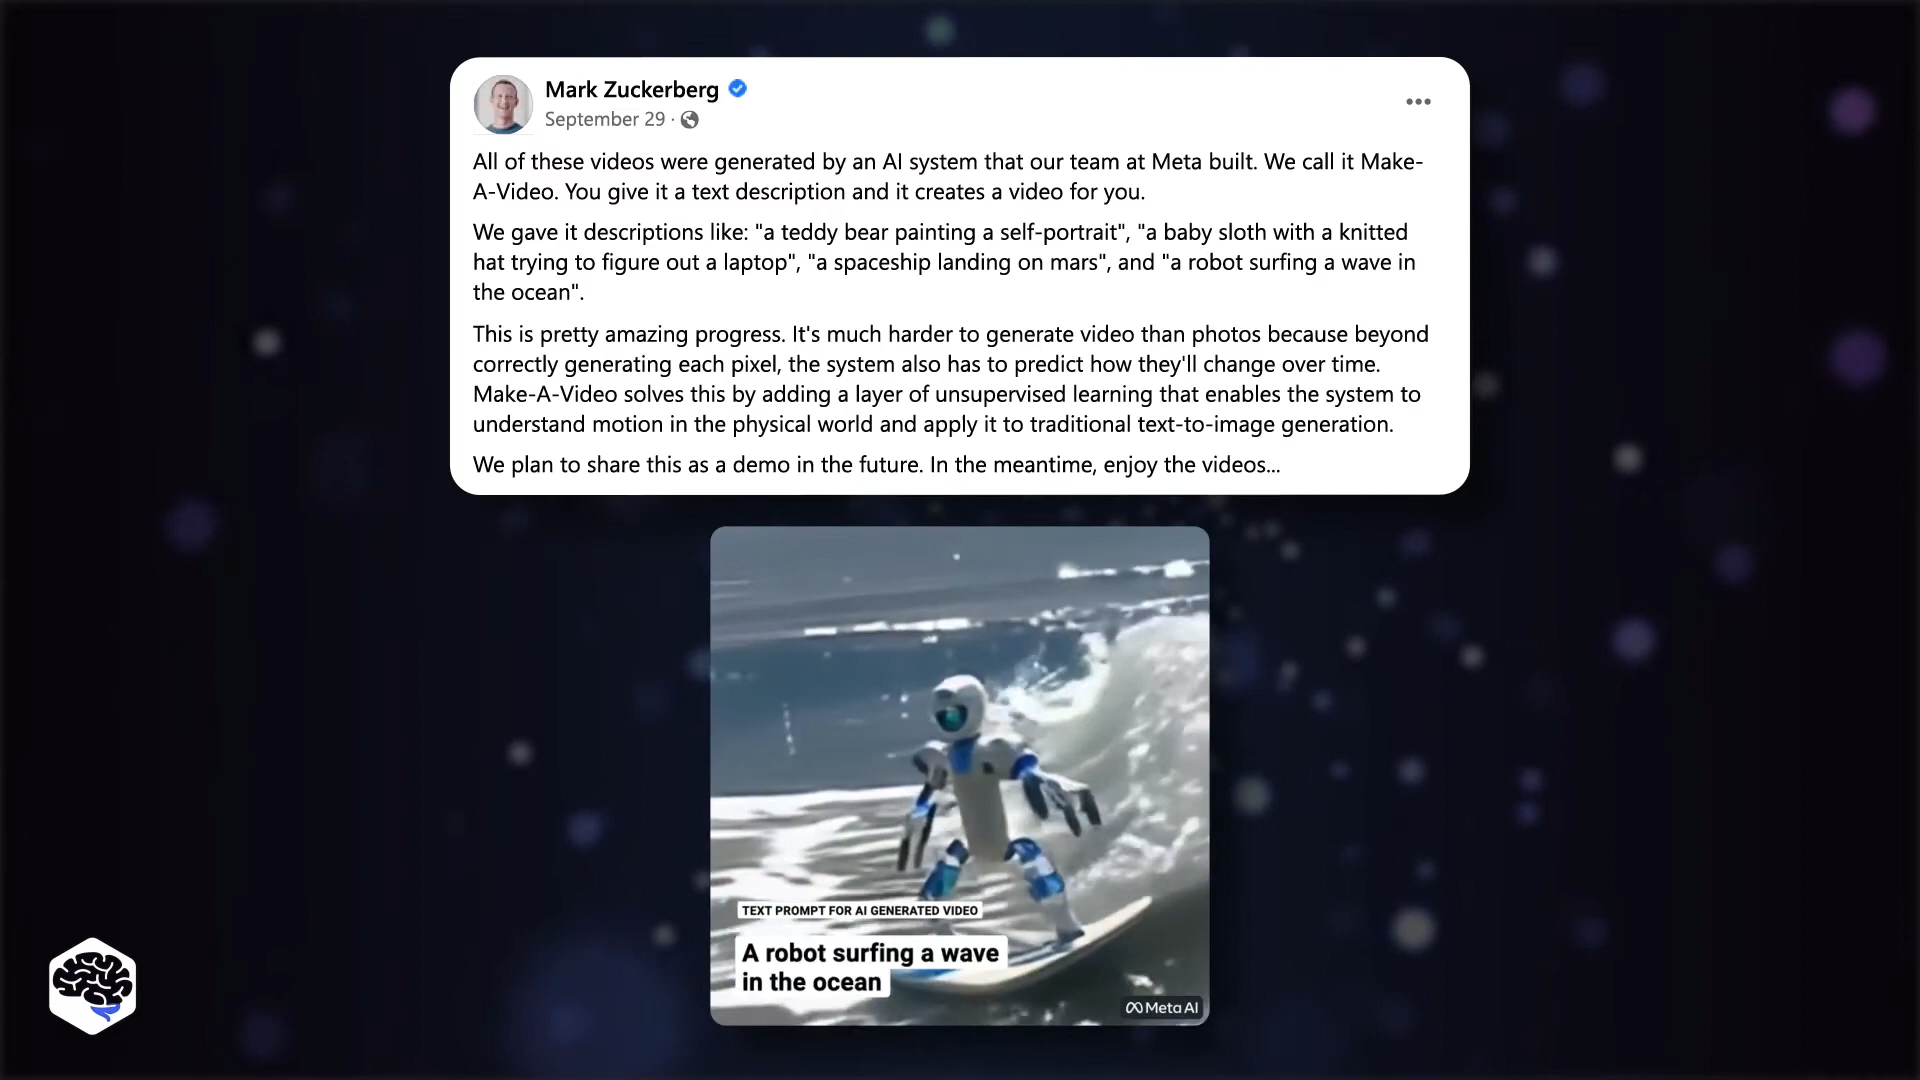 Mark Zuckerberg
September 29 ·
All of these videos were generated by an AI system that our team at Meta built. We call it Make-
A-Video. You give it a text description and it creates a video for you.
We gave it descriptions like: "a teddy bear painting a self-portrait", "a baby sloth with a knitted
hat trying to figure out a laptop", "a spaceship landing on mars", and "a robot surfing a wave in
the ocean".
This is pretty amazing progress. It's much harder to generate video than photos because beyond
correctly generating each pixel, the system also has to predict how they'll change over time.
Make-A-Video solves this by adding a layer of unsupervised learning that enables the system to
understand motion in the physical world and apply it to traditional text-to-image generation.
We plan to share this as a demo in the future. In the meantime, enjoy the videos...
TEXT PROMPT FOR AI GENERATED VIDEO
A robot surfing a wave
in the ocean
Meta AI